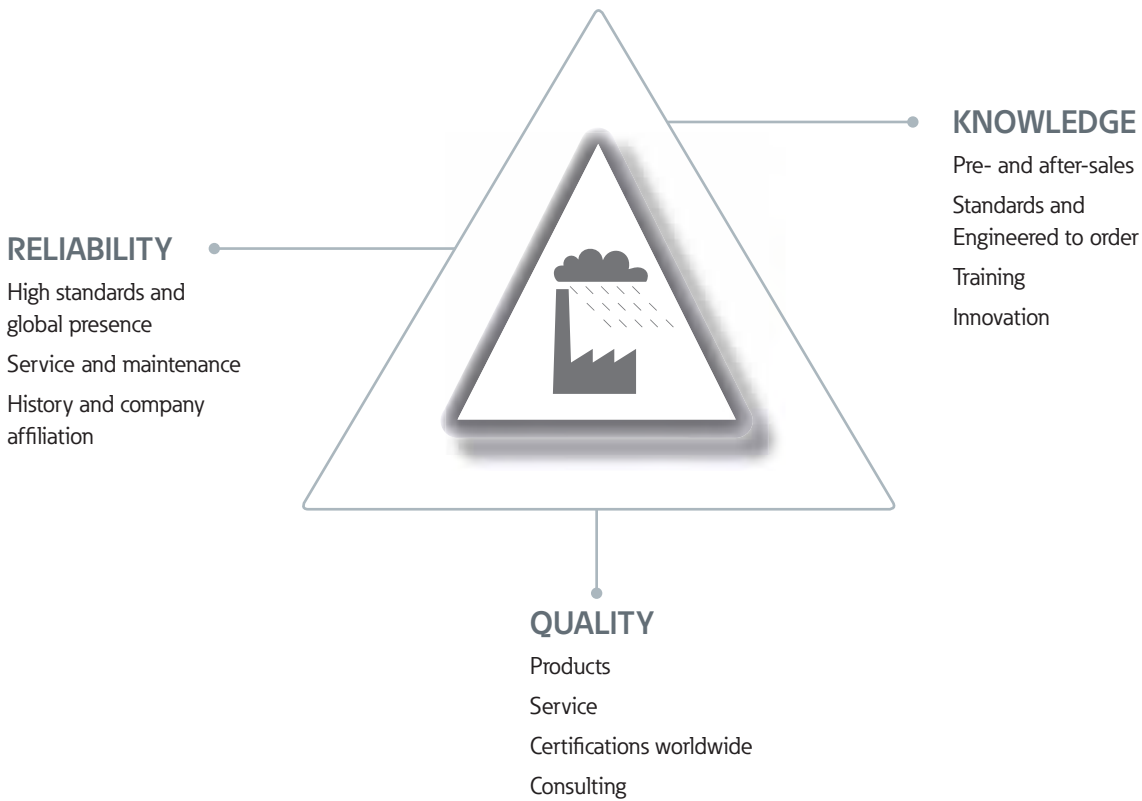 KNOWLEDGE
Pre- and after-sales
Standards and
Engineered to order
Training
Innovation
RELIABILITY
High standards and
global presence
Service and maintenance
History and company
affiliation
QUALITY
Products
Service
Certifications worldwide
Consulting